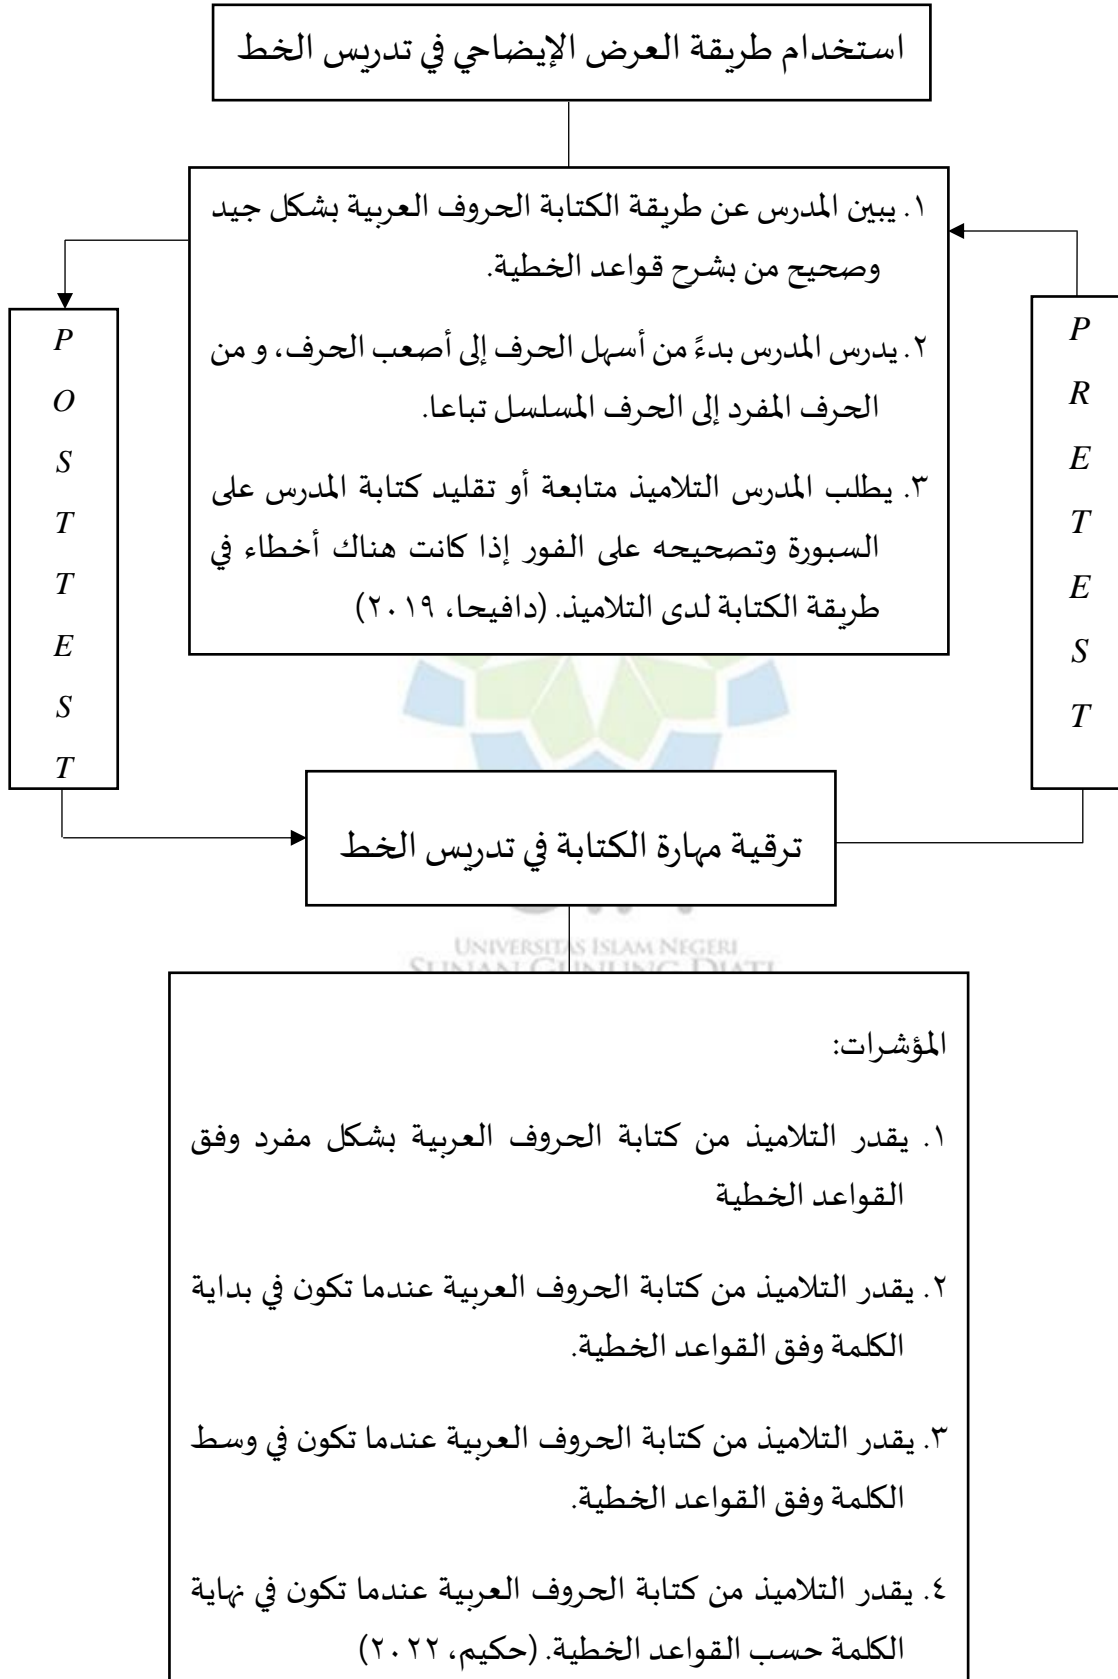 استخدام طريقة العرض الإيضاحي في تدريس الخط
١. يبين المدرس عن طريقة الكتابة الحروف العربية بشكل جيد
وصحيح من بشرح قواعد الخطية.
٢. يدرس المدرس بدءً من أسهل الحرف إلى أصعب الحرف، و من
الحرف المفرد إلى الحرف المسلسل تباعا.
٣. يطلب المدرس التلاميذ متابعة أو تقليد كتابة المدرس على
السبورة وتصحيحه على الفور إذا كانت هناك أخطاء في
طريقة الكتابة لدى التلاميذ. (دافيحا، ٢٠١٩)
P
R
E
T
E
S
T
P
O
S
T
T
E
S
T
ترقية مهارة الكتابة في تدريس الخط
UNIVERSITAS ISLAM NEGERI
SUNAN GUNUNG DJATI
المؤشرات:
١. يقدر التلاميذ من كتابة الحروف العربية بشكل مفرد وفق
القواعد الخطية
٢. يقدر التلاميذ من كتابة الحروف العربية عندما تكون في بداية
الكلمة وفق القواعد الخطية.
٣. يقدر التلاميذ من كتابة الحروف العربية عندما تكون في وسط
الكلمة وفق القواعد الخطية.
٤. يقدر التلاميذ من كتابة الحروف العربية عندما تكون في نهاية
الكلمة حسب القواعد الخطية. (حكيم، ٢٠٢٢)